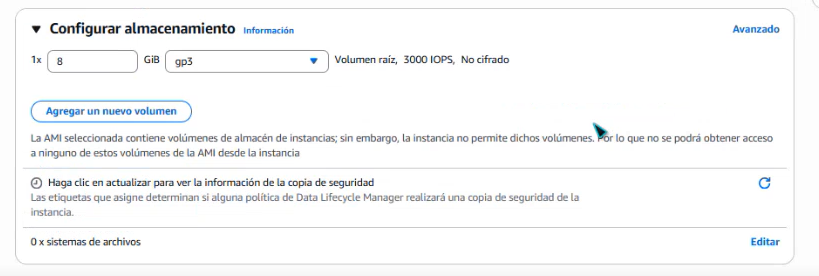 Configurar almacenamiento Información Avanzado
1x 8 GiB gp3 Volumen raíz, 3000 IOPS, No cifrado
Agregar un nuevo volumen
La AMI seleccionada contiene volúmenes de almacén de instancias; sin embargo, la instancia no permite dichos volúmenes. Por lo que no se podrá obtener acceso
a ninguno de estos volúmenes de la AMI desde la instancia
Haga clic en actualizar para ver la información de la copia de seguridad
Las etiquetas que asigne determinan si alguna política de Data Lifecycle Manager realizará una copia de seguridad de la
instancia.
0 x sistemas de archivos Editar